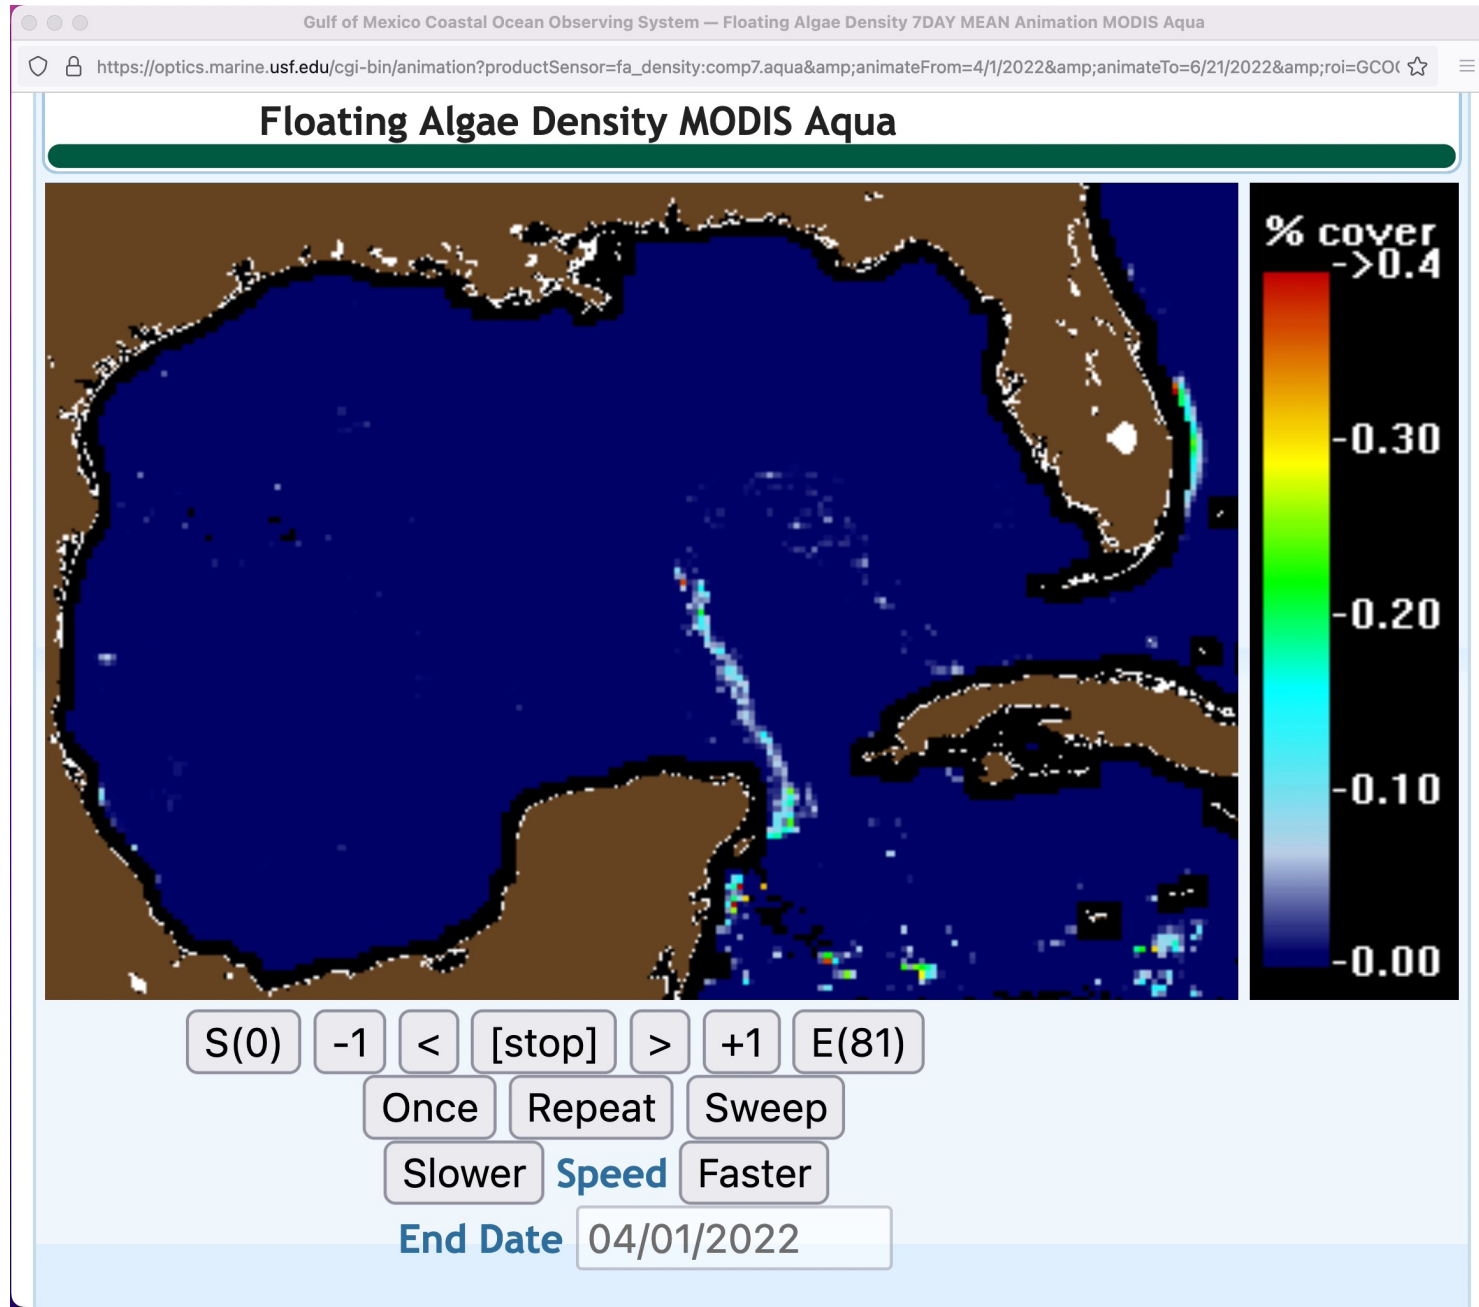 Gulf of Mexico Coastal Ocean Observing System — Floating Algae Density 7DAY MEAN Animation MODIS Aqua
https://optics.marine.usf.edu/cgi-bin/animation?productSensor=fa_density:comp7.aqua&amp;animateFrom=4/1/2022&amp;animateTo=6/21/2022&amp;roi=GCO
Floating Algae Density MODIS Aqua
% cover
->0.4
-0.30
-0.20
-0.10
-0.00
S(0) -1 < [stop] > +1 E(81)
Once Repeat Sweep
Slower Speed Faster
End Date 04/01/2022